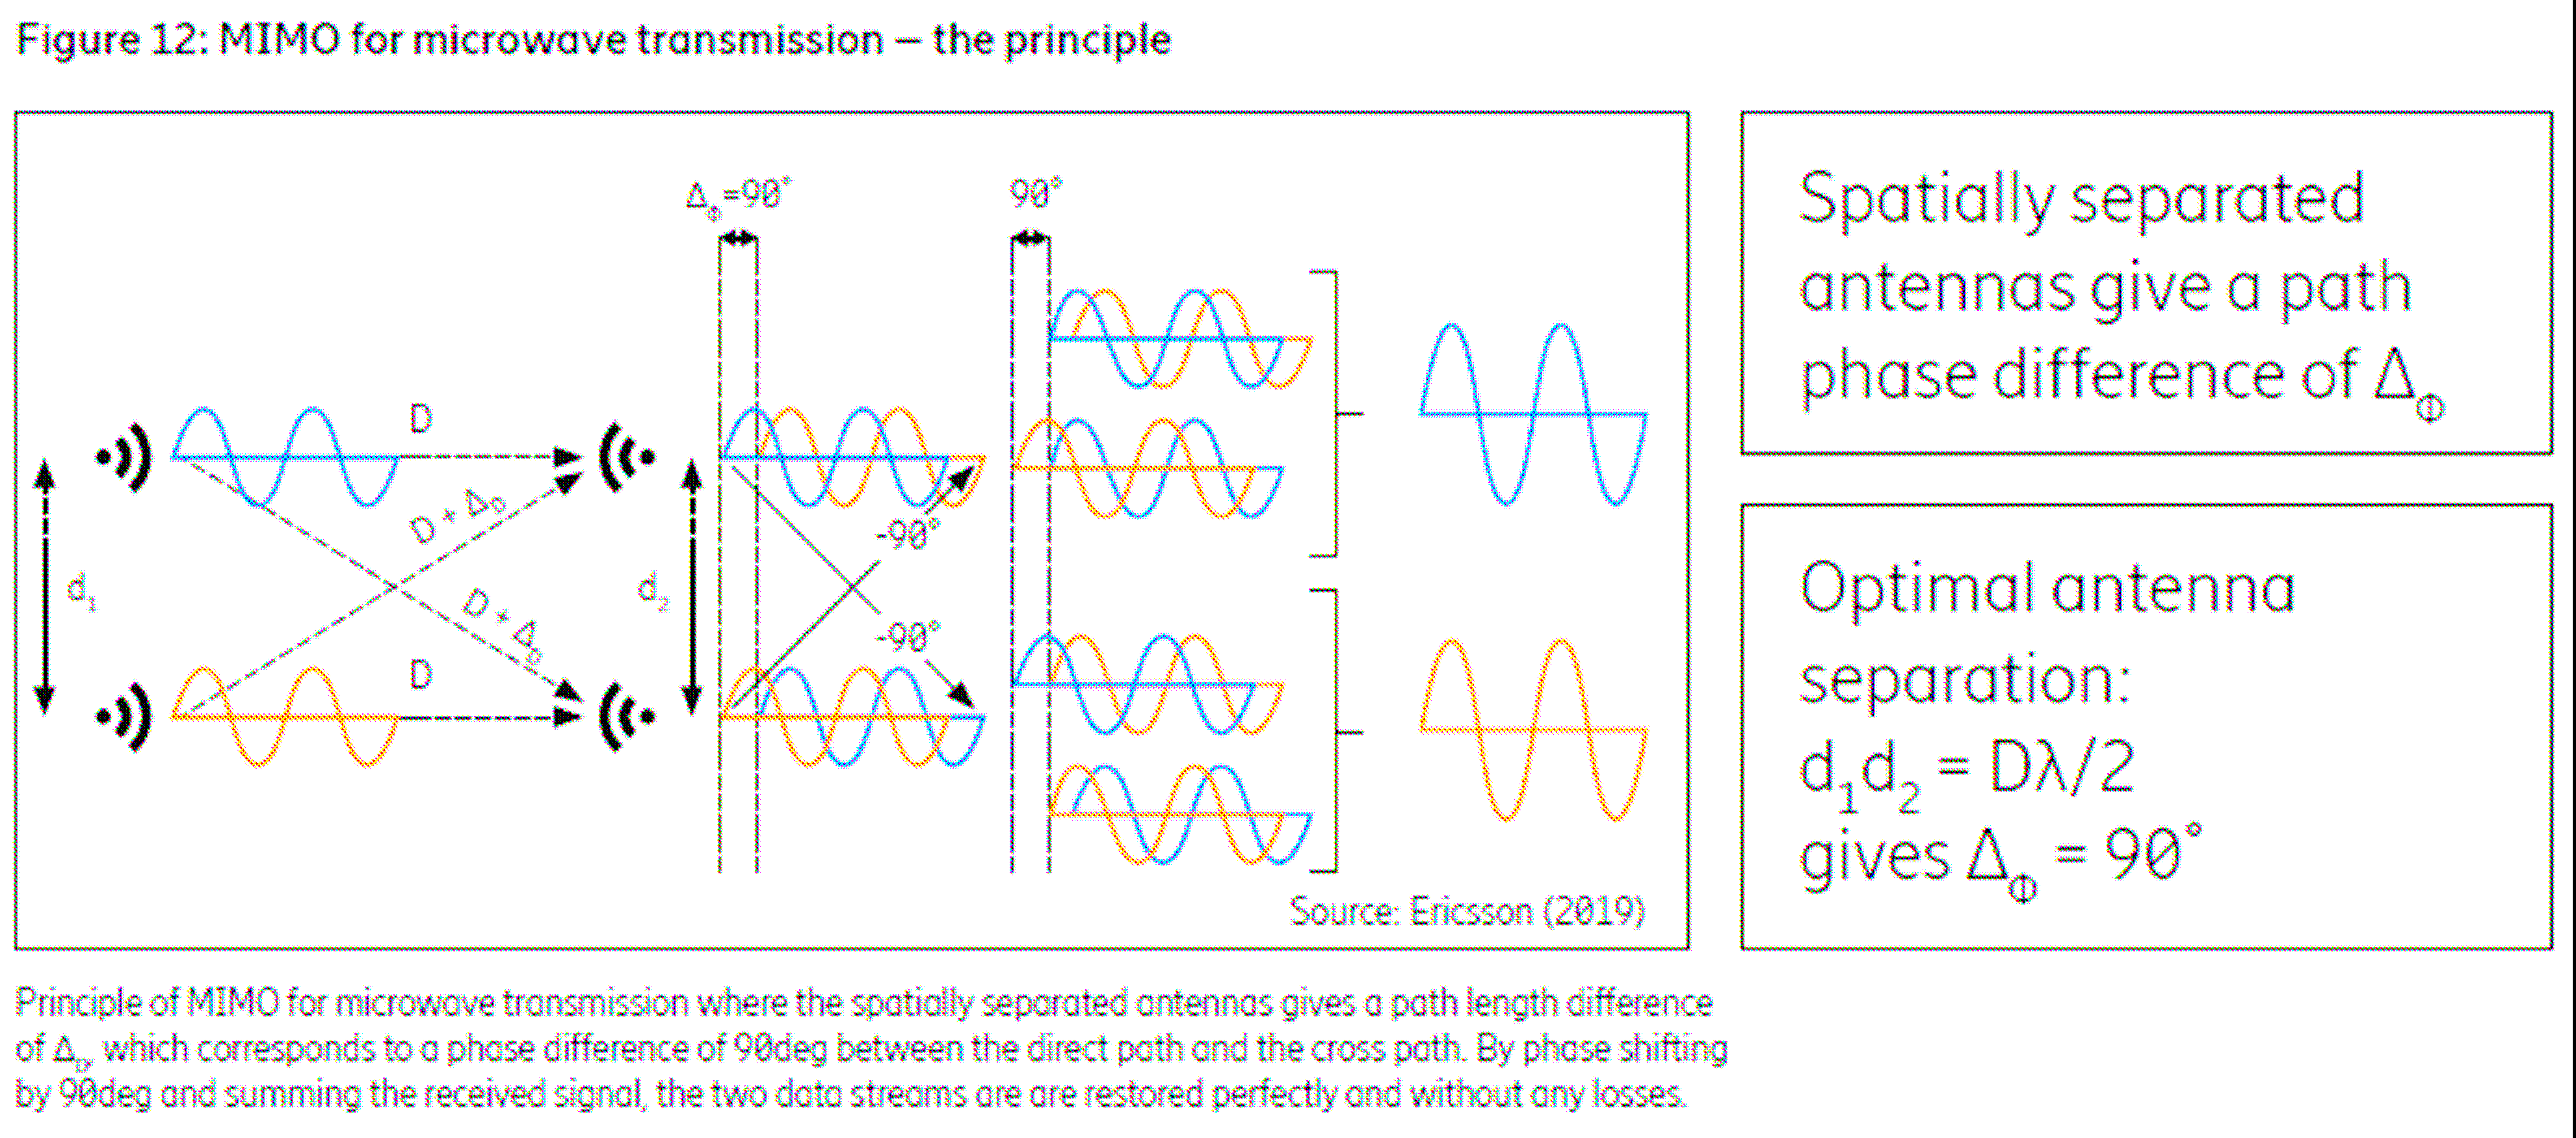 Figure 12: MIMO for microwave transmission – the principle
Δϕ=90°
90°
D
D + ΔD
D + ΔD
D
d1
d2
-90°
-90°
Source: Ericsson (2019)
Spatially separated
antennas give a path
phase difference of ΔΦ
Optimal antenna
separation:
d1d2 = Dλ/2
gives ΔΦ = 90°
Principle of MIMO for microwave transmission where the spatially separated antennas gives a path length difference
of ΔD, which corresponds to a phase difference of 90deg between the direct path and the cross path. By phase shifting
by 90deg and summing the received signal, the two data streams are are restored perfectly and without any losses.